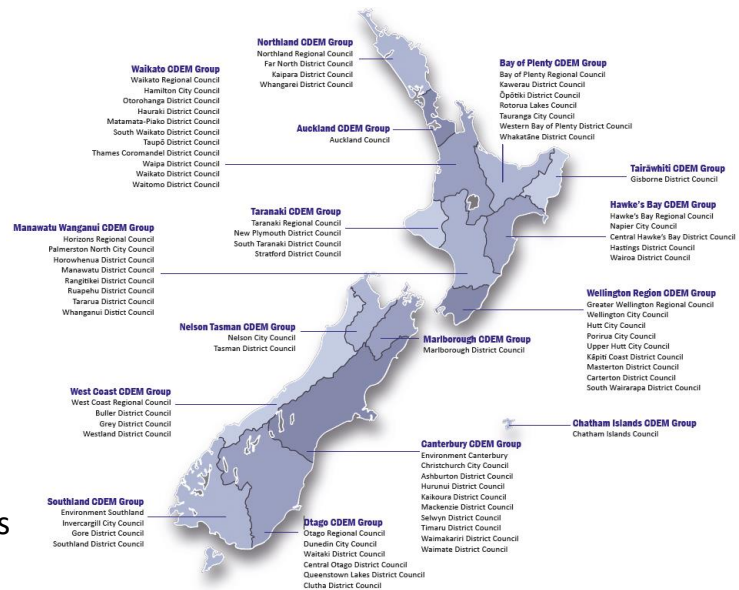 Northland CDEM Group
Northland Regional Council
Far North District Council
Kaipara District Council
Whangarei District Council
Waikato CDEM Group
Waikato Regional Council
Hamilton City Council
Otorohanga District Council
Hauraki District Council
Matamata-Piako District Council
South Waikato District Council
Taupō District Council
Thames Coromandel District Council
Waipa District Council
Waikato District Council
Waitomo District Council
Bay of Plenty CDEM Group
Bay of Plenty Regional Council
Kawerau District Council
Ōpōtiki District Council
Rotorua Lakes Council
Tauranga City Council
Western Bay of Plenty District Council
Whakatāne District Council
Auckland CDEM Group
Auckland Council
Tairāwhiti CDEM Group
Gisborne District Council
Taranaki CDEM Group
Taranaki Regional Council
New Plymouth District Council
South Taranaki District Council
Stratford District Council
Hawke's Bay CDEM Group
Hawke's Bay Regional Council
Napier City Council
Central Hawke's Bay District Council
Hastings District Council
Wairoa District Council
Manawatu Wanganui CDEM Group
Horizons Regional Council
Palmerston North City Council
Horowhenua District Council
Manawatu District Council
Rangitikei District Council
Ruapehu District Council
Tararua District Council
Whanganui Distict Council
Wellington Region CDEM Group
Greater Wellington Regional Council
Wellington City Council
Hutt City Council
Porirua City Council
Upper Hutt City Council
Kāpiti Coast District Council
Masterton District Council
Carterton District Council
South Wairarapa District Council
Nelson Tasman CDEM Group
Nelson City Council
Tasman District Council
Marlborough CDEM Group
Marlborough District Council
West Coast CDEM Group
West Coast Regional Council
Buller District Council
Grey District Council
Westland District Council
Chatham Islands CDEM Group
Chatham Islands Council
Canterbury CDEM Group
Environment Canterbury
Christchurch City Council
Ashburton District Council
Hurunui District Council
Kaikoura District Council
Mackenzie District Council
Selwyn District Council
Timaru District Council
Waimakariri District Council
Waimate District Council
Southland CDEM Group
Environment Southland
Invercargill City Council
Gore District Council
Southland District Council
Otago CDEM Group
Otago Regional Council
Dunedin City Council
Waitaki District Council
Central Otago District Council
Queenstown Lakes District Council
Clutha District Council
s